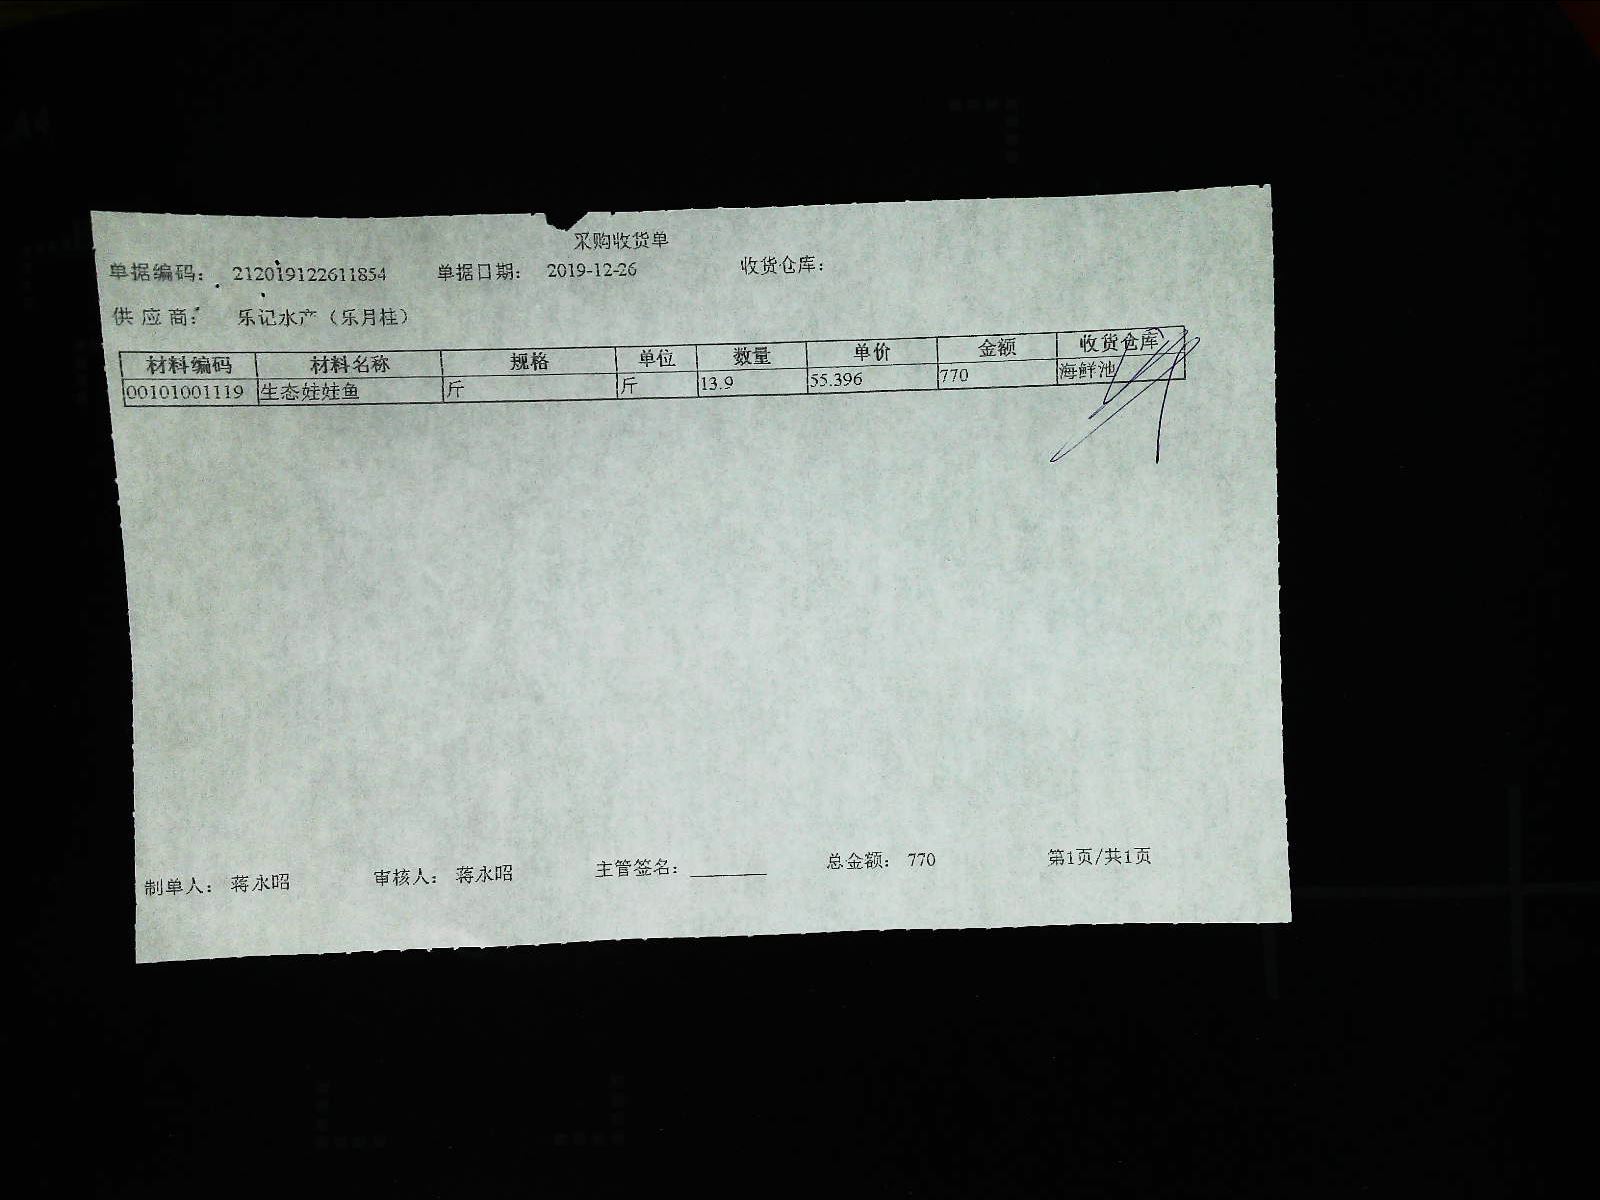 采购收货单
单据编码： 212019122611854 单据日期： 2019-12-26 收货仓库：
供应商： 乐记水产（乐月桂）
材料编码 材料名称 规格 单位 数量 单价 金额 收货仓库
00101001119 生态娃娃鱼 斤 斤 13.9 55.396 770 海鲜池
制单人： 蒋永昭 审核人： 蒋永昭 主管签名：________ 总金额： 770 第1页/共1页